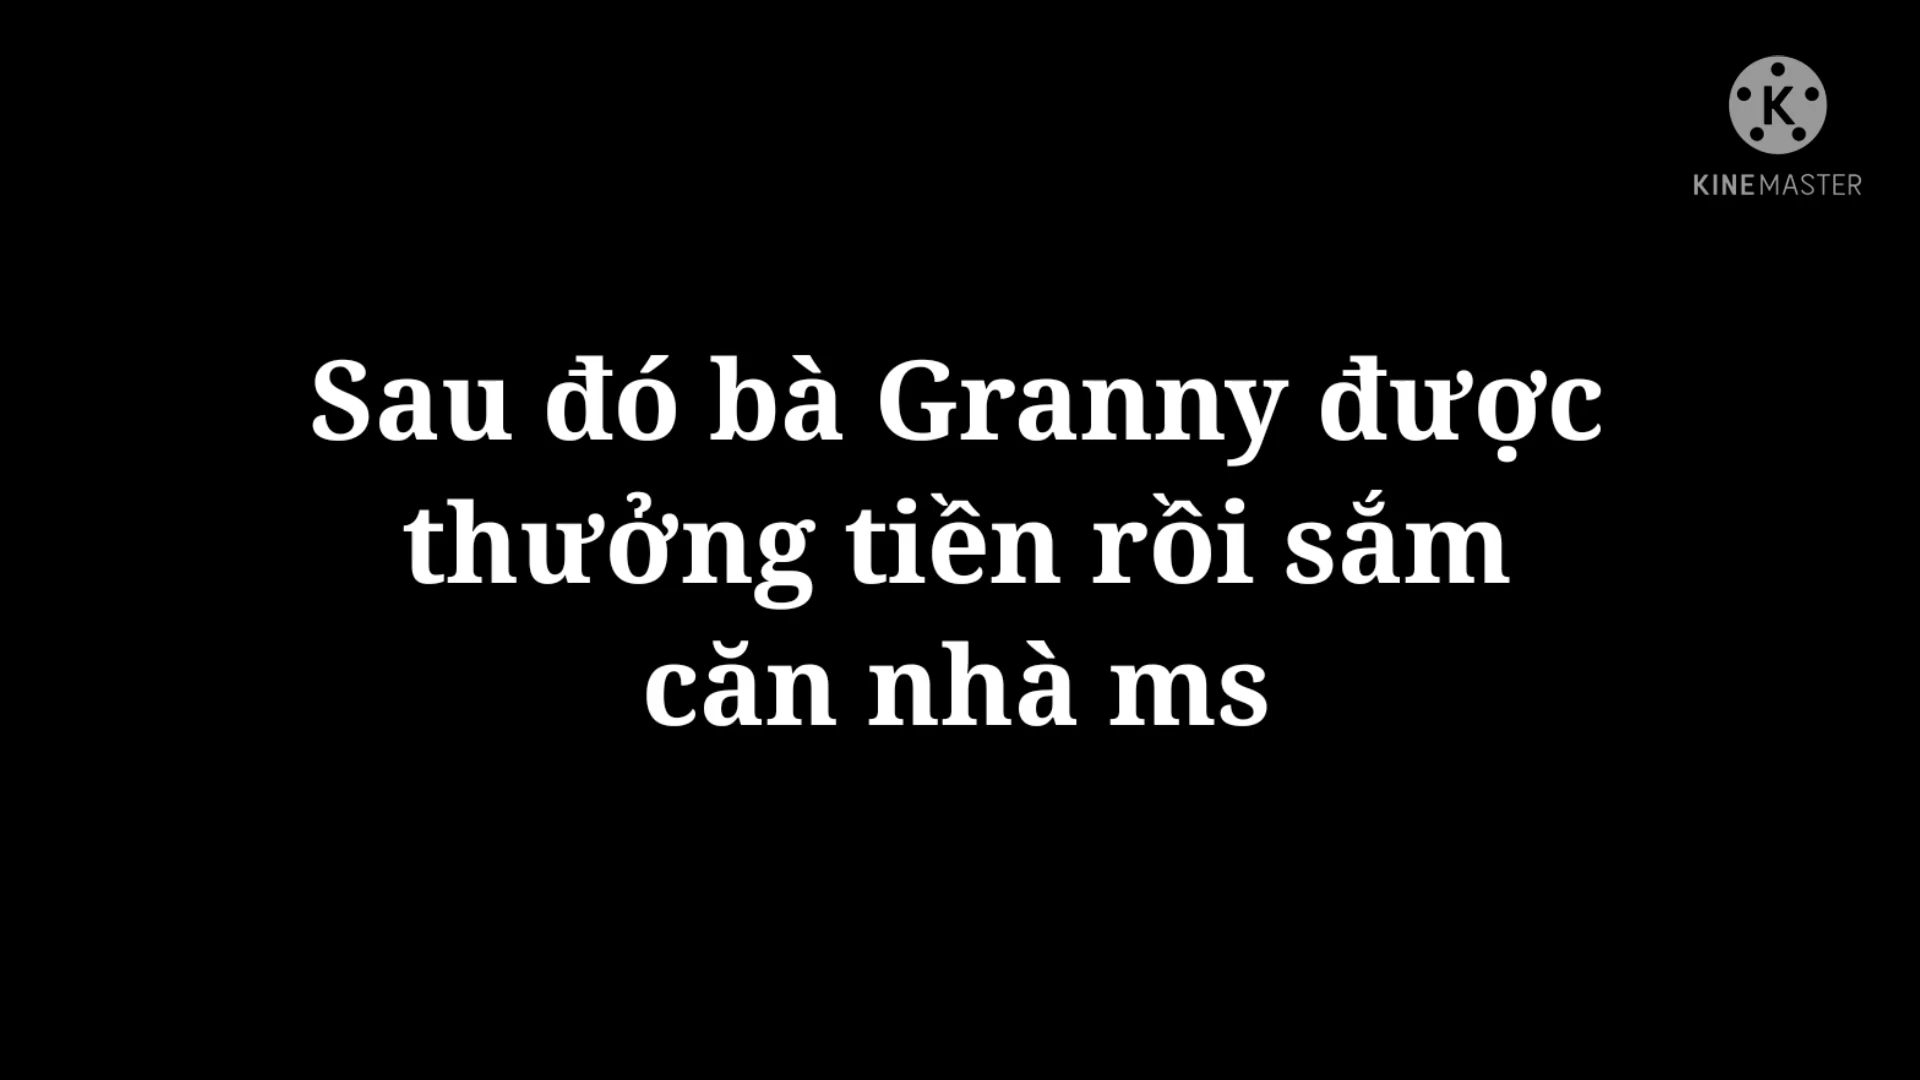 K
KINEMASTER
Sau đó bà Granny được
thưởng tiền rồi sắm
căn nhà ms